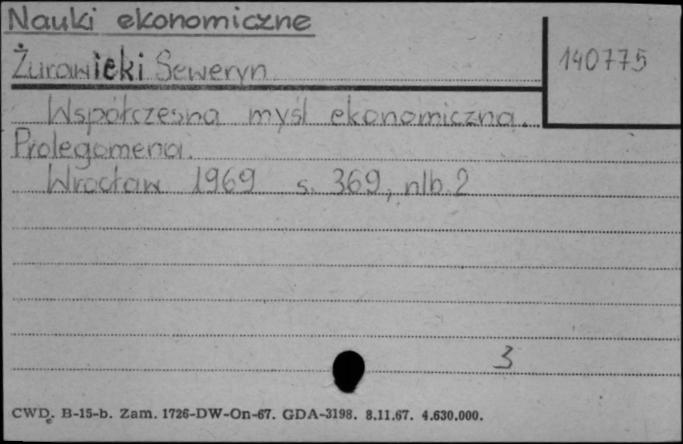 Nauki ekonomiczne
Żurawicki Seweryn
140775
Współczesna myśl ekonomiczna.
Prolegomena.
Wrocław 1969 s. 369, nlb. 2
3
CWD. B-15-b. Zam. 1726-DW-On-67. GDA-3198. 8.11.67. 4.630.000.